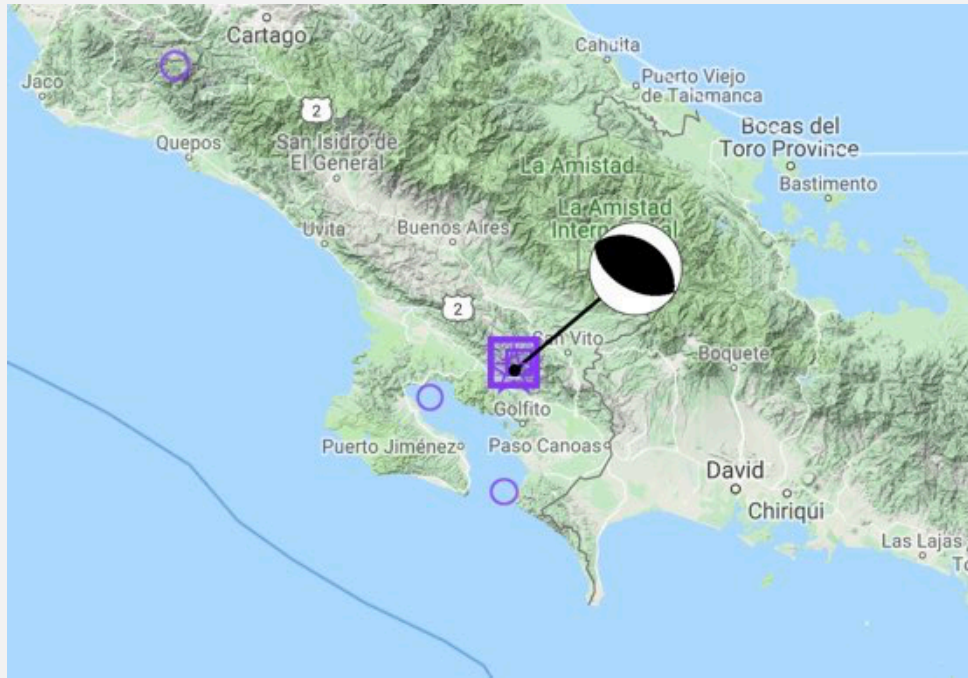 Cartago
Cahuita
Jaco
Puerto Viejo
de Talamanca
2
Bocas del
Toro Province
Quepos
San Isidro de
El General
La Amistad
Bastimento
La Amistad
Uvita
Buenos Aires
2
San Vito
Boquete
Golfito
Puerto Jiménez
Paso Canoas
David
Chiriquí
Las Lajas